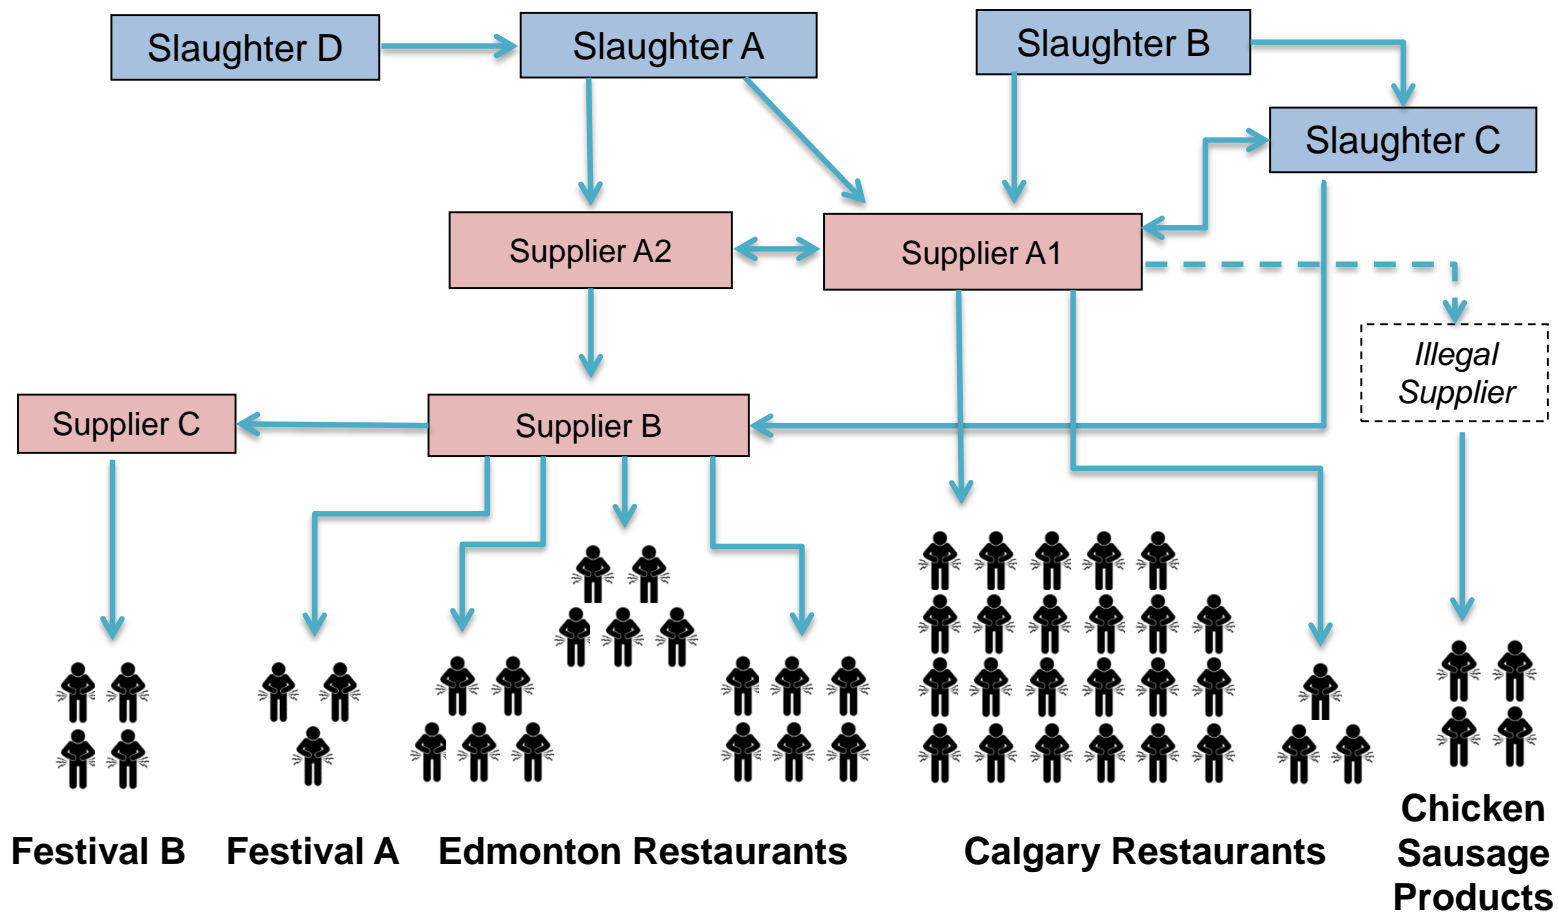 Slaughter D
Slaughter A
Slaughter B
Slaughter C
Supplier A2
Supplier A1
Illegal
Supplier
Supplier C
Supplier B
Festival B
Festival A
Edmonton Restaurants
Calgary Restaurants
Chicken
Sausage
Products